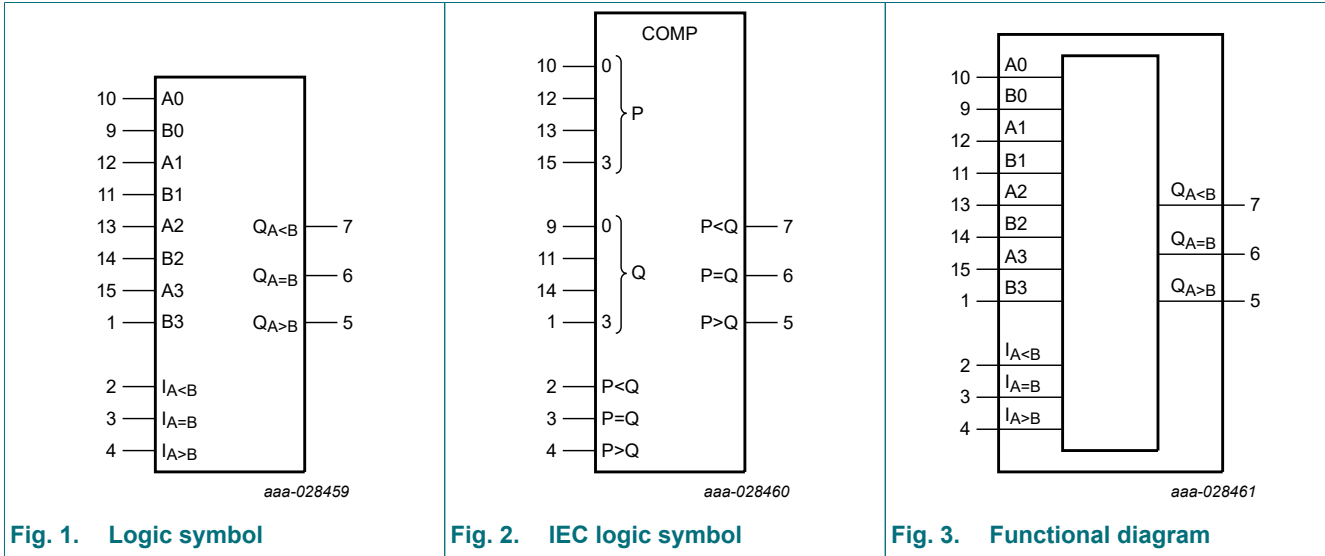 10 A0
9 B0
12 A1
11 B1
13 A2
14 B2
15 A3
1 B3
QA<B 7
QA=B 6
QA>B 5
2 IA<B
3 IA=B
4 IA>B
aaa-028459
Fig. 1. Logic symbol
COMP
10 0
12
13
15 3
P
9 0
11
14
1 3
Q
P<Q 7
P=Q 6
P>Q 5
2 P<Q
3 P=Q
4 P>Q
aaa-028460
Fig. 2. IEC logic symbol
10 A0
9 B0
12 A1
11 B1
13 A2
14 B2
15 A3
1 B3
QA<B 7
QA=B 6
QA>B 5
2 IA<B
3 IA=B
4 IA>B
aaa-028461
Fig. 3. Functional diagram